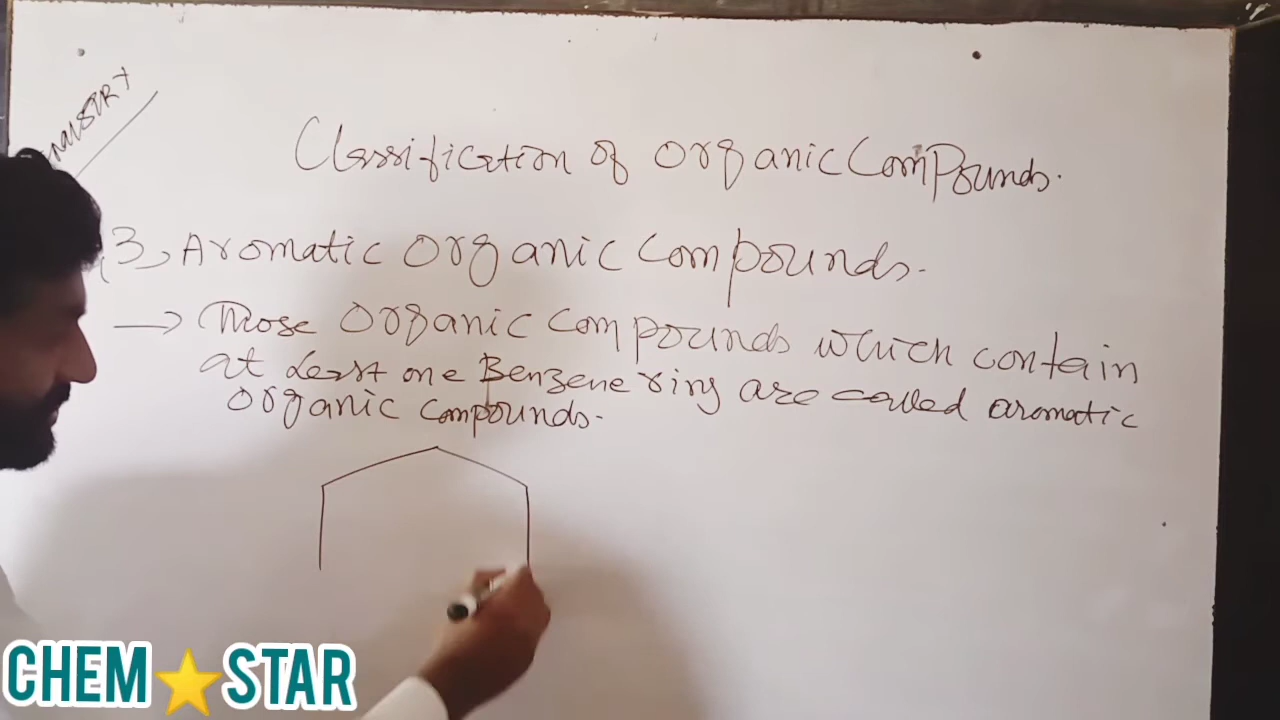 Classification of Organic Compounds.
3, Aromatic Organic Compounds.
→ Those Organic Compounds which contain
at least one Benzene ring are called aromatic
organic compounds.
CHEM⭐STAR